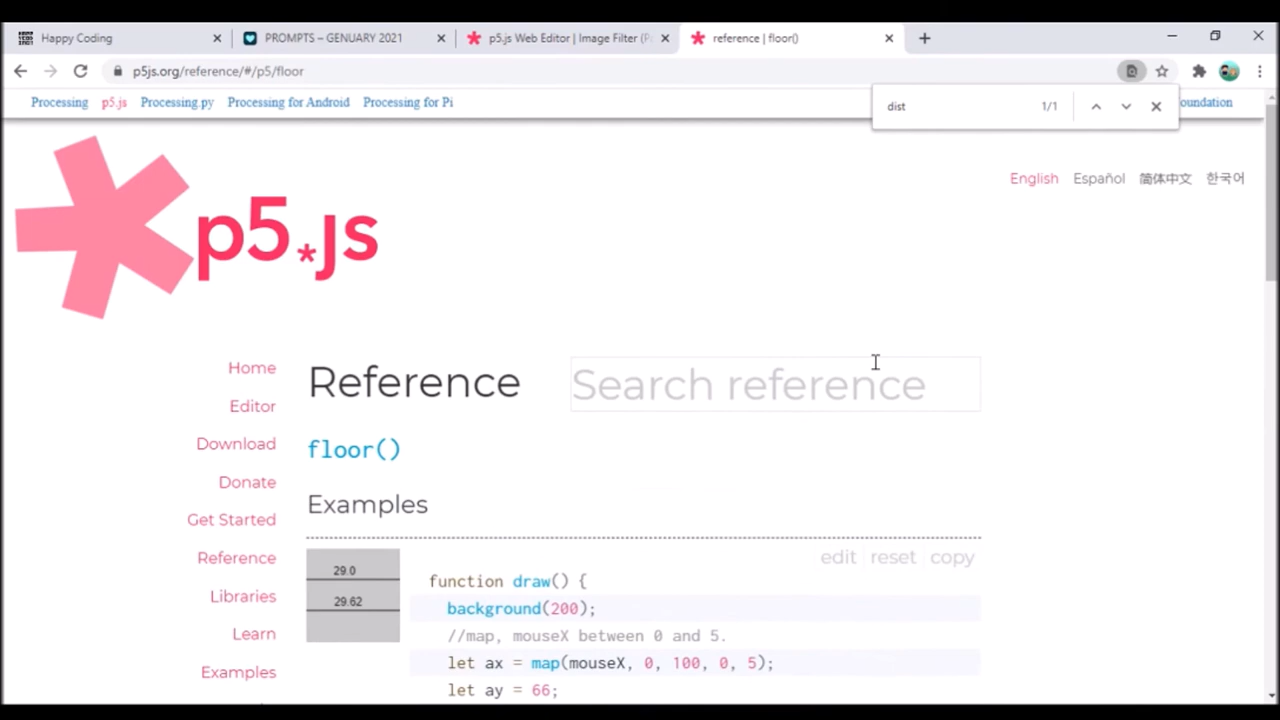 Happy Coding
PROMPTS – GENUARY 2021
p5.js Web Editor | Image Filter (P
reference | floor()
p5js.org/reference/#/p5/floor
Processing p5.js Processing.py Processing for Android Processing for Pi
dist 1/1
oundation
English Español 简体中文 한국어
p5.js
Home
Editor
Download
Donate
Get Started
Reference
Libraries
Learn
Examples
Reference
Search reference
floor()
Examples
edit reset copy
29.0
29.62
function draw() {
background(200);
//map, mouseX between 0 and 5.
let ax = map(mouseX, 0, 100, 0, 5);
let ay = 66;